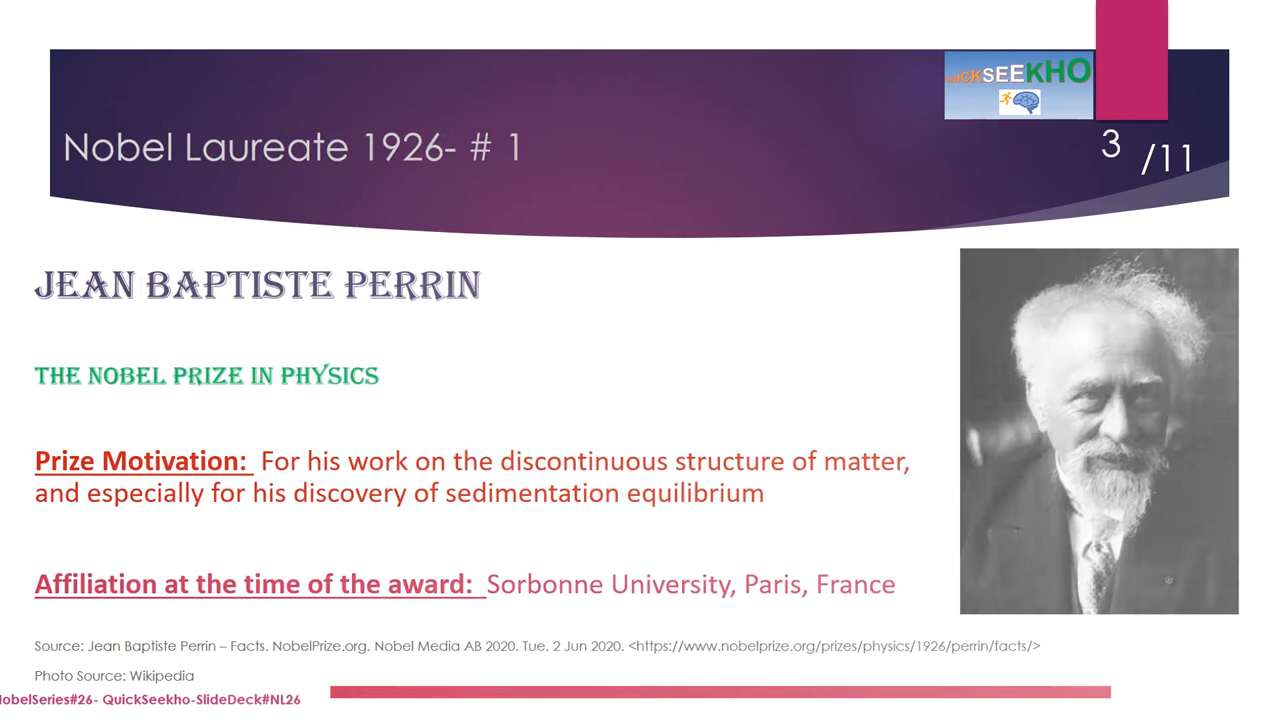 QUICKSEEKHO
Nobel Laureate 1926- # 1
3 /11
JEAN BAPTISTE PERRIN
THE NOBEL PRIZE IN PHYSICS
Prize Motivation: For his work on the discontinuous structure of matter,
and especially for his discovery of sedimentation equilibrium
Affiliation at the time of the award: Sorbonne University, Paris, France
Source: Jean Baptiste Perrin – Facts. NobelPrize.org. Nobel Media AB 2020. Tue. 2 Jun 2020. <https://www.nobelprize.org/prizes/physics/1926/perrin/facts/>
Photo Source: Wikipedia
lobelSeries#26- QuickSeekho-SlideDeck#NL26